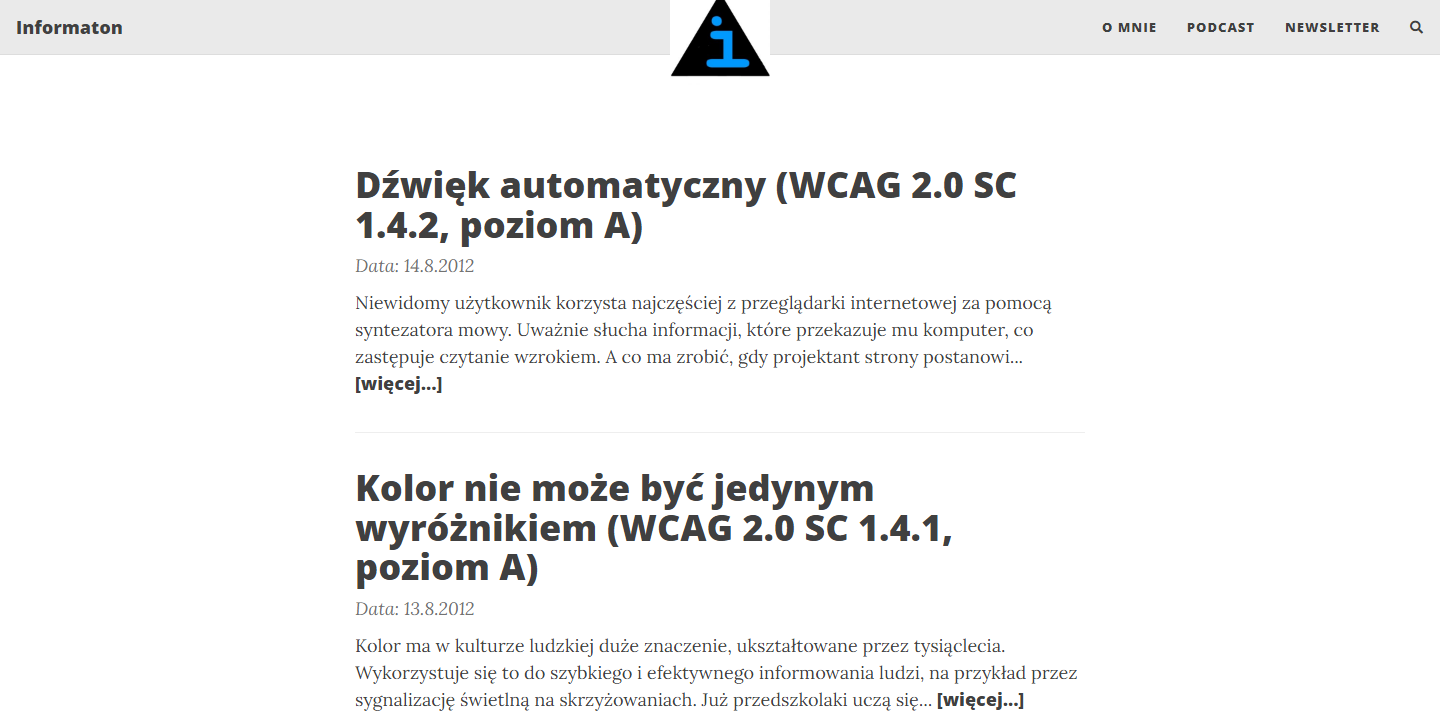 Informaton
i
O MNIE PODCAST NEWSLETTER
Dźwięk automatyczny (WCAG 2.0 SC
1.4.2, poziom A)
Data: 14.8.2012
Niewidomy użytkownik korzysta najczęściej z przeglądarki internetowej za pomocą
syntezatora mowy. Uważnie słucha informacji, które przekazuje mu komputer, co
zastępuje czytanie wzrokiem. A co ma zrobić, gdy projektant strony postanowi...
[więcej...]
Kolor nie może być jedynym
wyróżnikiem (WCAG 2.0 SC 1.4.1,
poziom A)
Data: 13.8.2012
Kolor ma w kulturze ludzkiej duże znaczenie, ukształtowane przez tysiąclecia.
Wykorzystuje się to do szybkiego i efektywnego informowania ludzi, na przykład przez
sygnalizację świetlną na skrzyżowaniach. Już przedszkolaki uczą się... [więcej...]